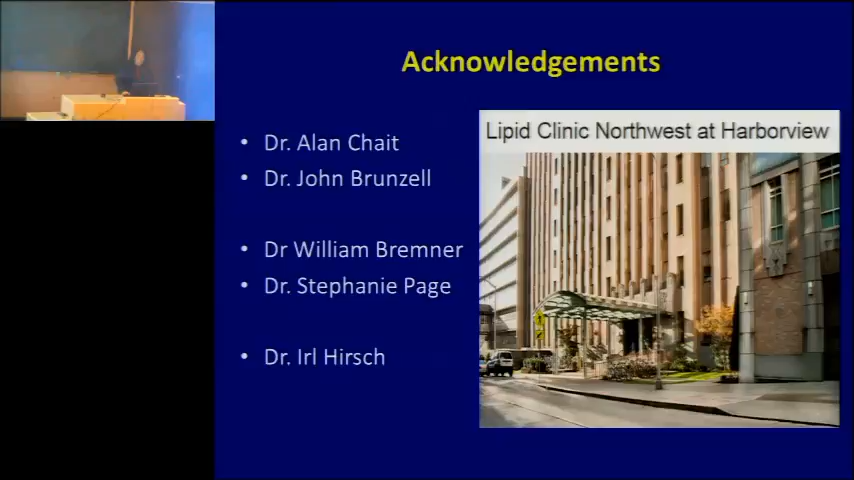 Acknowledgements
• Dr. Alan Chait
• Dr. John Brunzell
• Dr William Bremner
• Dr. Stephanie Page
• Dr. Irl Hirsch
Lipid Clinic Northwest at Harborview